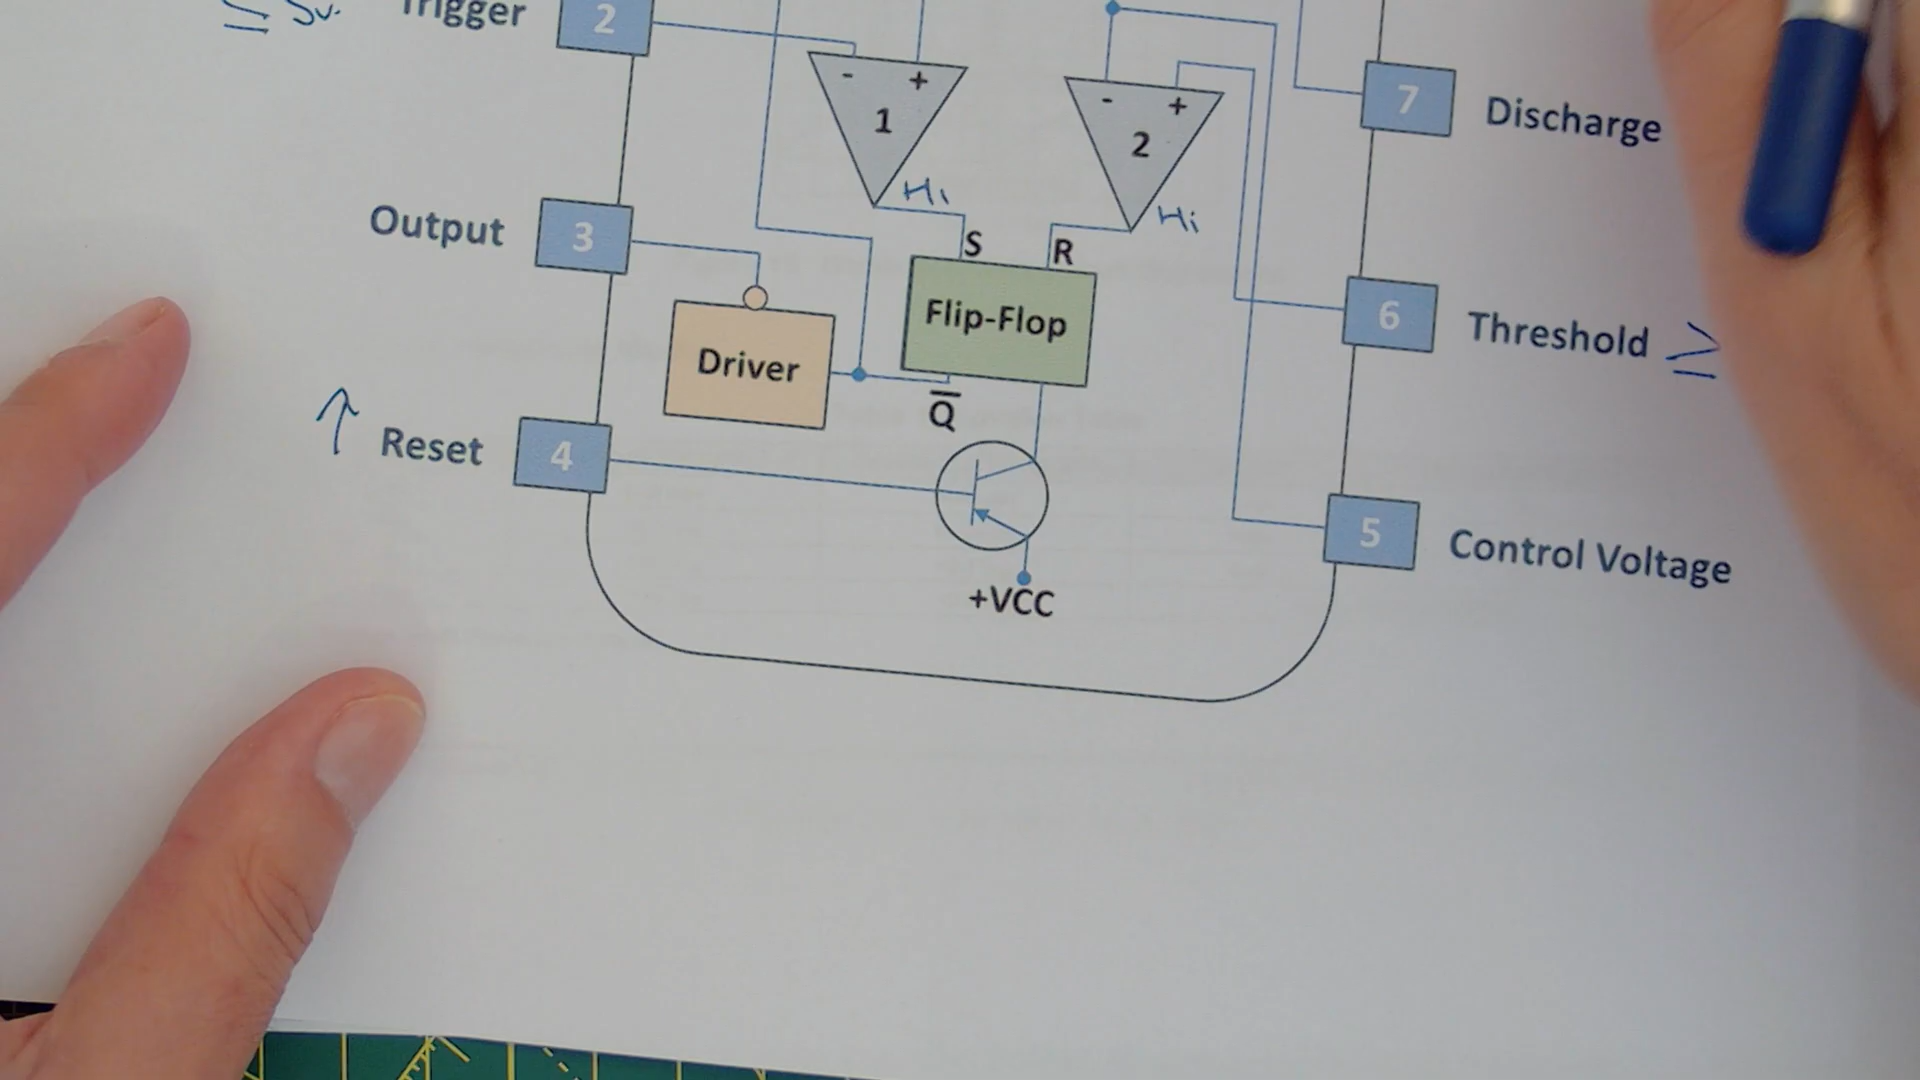 ≤ 3v. Trigger 2
- + 1
- + 2
7 Discharge
Hi
Hi
Output 3
S R
Flip-Flop
6 Threshold ≥
Driver
Q̅
↑ Reset 4
5 Control Voltage
+VCC